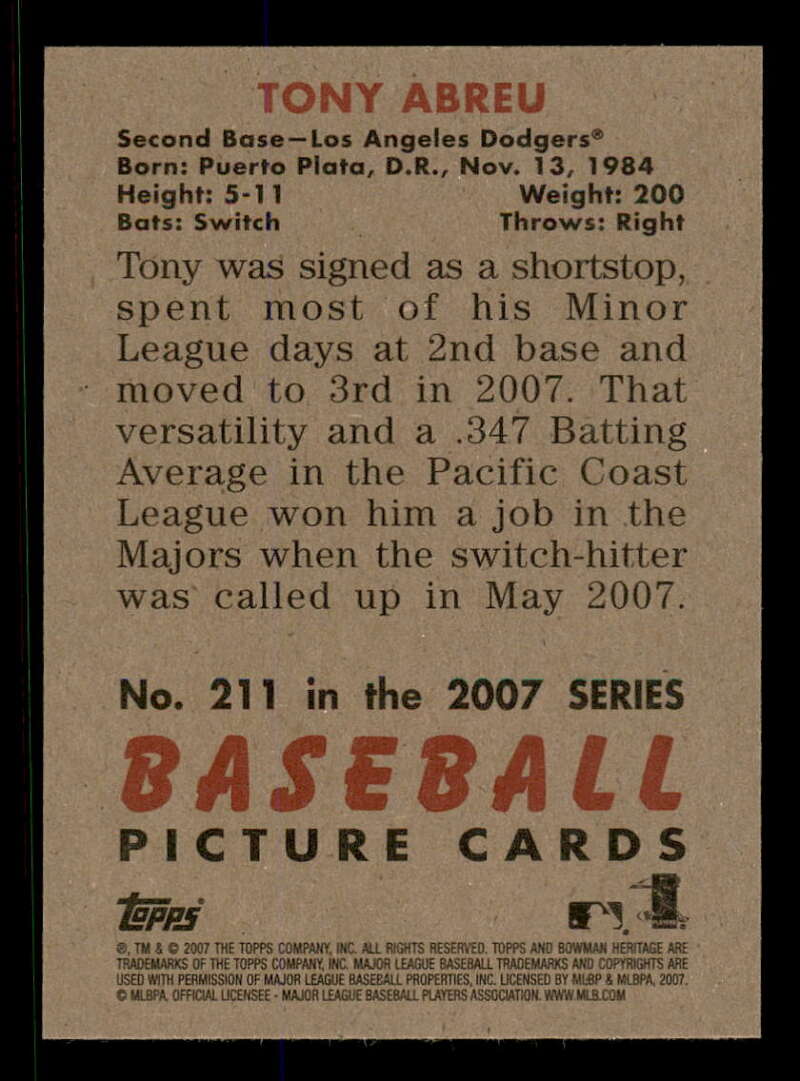 TONY ABREU
Second Base—Los Angeles Dodgers®
Born: Puerto Plata, D.R., Nov. 13, 1984
Height: 5-11 Weight: 200
Bats: Switch Throws: Right
Tony was signed as a shortstop,
spent most of his Minor
League days at 2nd base and
moved to 3rd in 2007. That
versatility and a .347 Batting
Average in the Pacific Coast
League won him a job in the
Majors when the switch-hitter
was called up in May 2007.
No. 211 in the 2007 SERIES
BASEBALL
PICTURE CARDS
topps
®, TM & © 2007 THE TOPPS COMPANY, INC. ALL RIGHTS RESERVED. TOPPS AND BOWMAN HERITAGE ARE
TRADEMARKS OF THE TOPPS COMPANY, INC. MAJOR LEAGUE BASEBALL TRADEMARKS AND COPYRIGHTS ARE
USED WITH PERMISSION OF MAJOR LEAGUE BASEBALL PROPERTIES, INC. LICENSED BY MLBP & MLBPA, 2007.
© MLBPA. OFFICIAL LICENSEE - MAJOR LEAGUE BASEBALL PLAYERS ASSOCIATION. WWW.MLB.COM